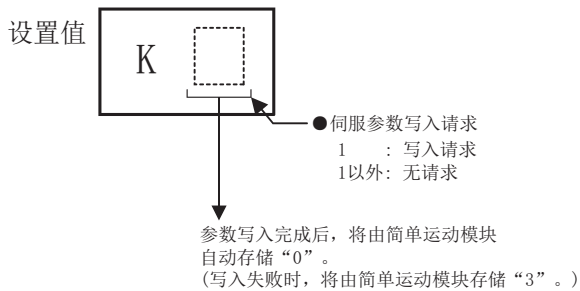 设置值
K
●伺服参数写入请求
1 : 写入请求
1以外: 无请求
参数写入完成后，将由简单运动模块
自动存储“0”。
(写入失败时，将由简单运动模块存储“3”。)